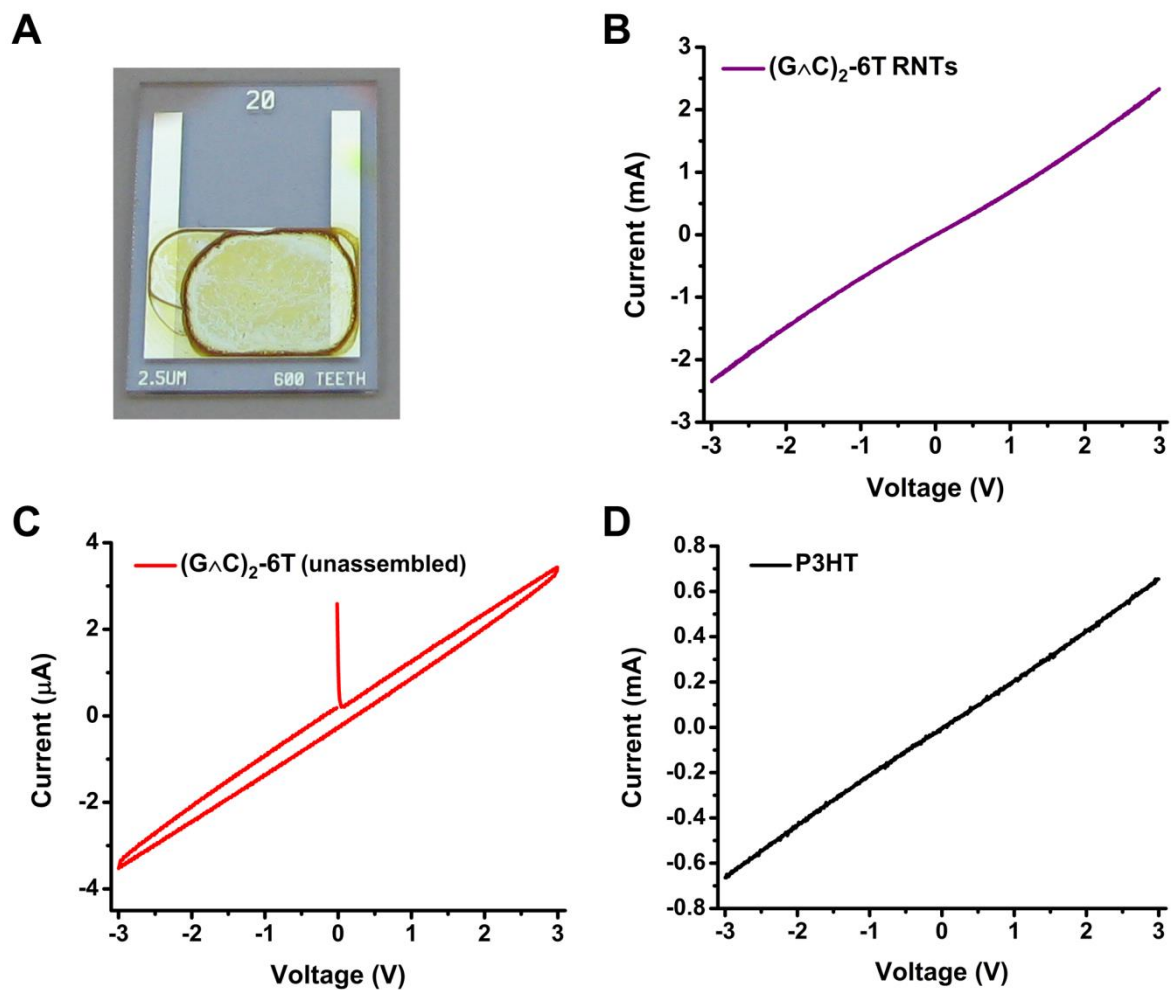 A
20
2.5UM 600 TEETH
B
(G∧C)₂-6T RNTs
3
2
1
0
-1
-2
-3
Current (mA)
-3 -2 -1 0 1 2 3
Voltage (V)
C
(G∧C)₂-6T (unassembled)
4
2
0
-2
-4
Current (µA)
-3 -2 -1 0 1 2 3
Voltage (V)
D
P3HT
0.8
0.6
0.4
0.2
0.0
-0.2
-0.4
-0.6
-0.8
Current (mA)
-3 -2 -1 0 1 2 3
Voltage (V)